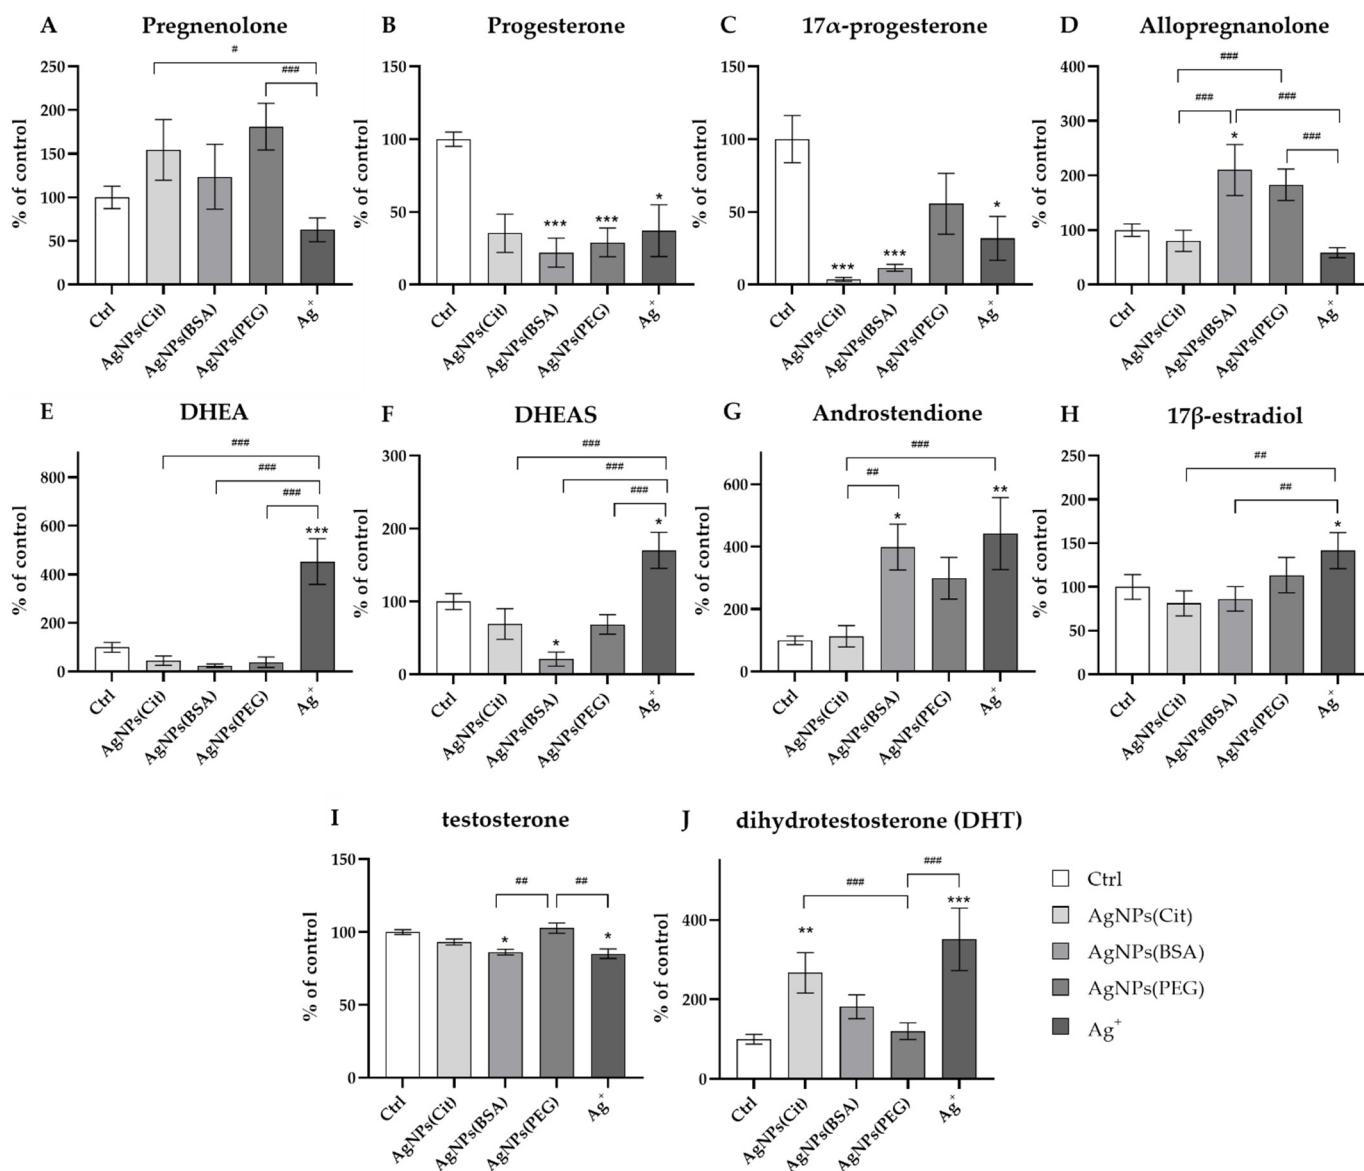 A Pregnenolone
#
###
% of control
250
200
150
100
50
0
Ctrl
AgNPs(Cit)
AgNPs(BSA)
AgNPs(PEG)
Ag×
B Progesterone
% of control
150
100
50
0
***
***
*
Ctrl
AgNPs(Cit)
AgNPs(BSA)
AgNPs(PEG)
Ag×
C 17α-progesterone
% of control
150
100
50
0
***
***
*
Ctrl
AgNPs(Cit)
AgNPs(BSA)
AgNPs(PEG)
Ag×
D Allopregnanolone
###
###
###
*
###
% of control
400
300
200
100
0
Ctrl
AgNPs(Cit)
AgNPs(BSA)
AgNPs(PEG)
Ag×
E DHEA
###
###
###
***
% of control
800
600
400
200
0
Ctrl
AgNPs(Cit)
AgNPs(BSA)
AgNPs(PEG)
Ag×
F DHEAS
###
###
###
*
*
% of control
300
200
100
0
Ctrl
AgNPs(Cit)
AgNPs(BSA)
AgNPs(PEG)
Ag×
G Androstendione
###
##
**
*
% of control
600
400
200
0
Ctrl
AgNPs(Cit)
AgNPs(BSA)
AgNPs(PEG)
Ag×
H 17β-estradiol
##
##
*
% of control
250
200
150
100
50
0
Ctrl
AgNPs(Cit)
AgNPs(BSA)
AgNPs(PEG)
Ag×
I testosterone
##
##
*
*
% of control
150
100
50
0
Ctrl
AgNPs(Cit)
AgNPs(BSA)
AgNPs(PEG)
Ag×
J dihydrotestosterone (DHT)
###
###
***
**
% of control
400
200
0
Ctrl
AgNPs(Cit)
AgNPs(BSA)
AgNPs(PEG)
Ag×
Ctrl
AgNPs(Cit)
AgNPs(BSA)
AgNPs(PEG)
Ag⁺